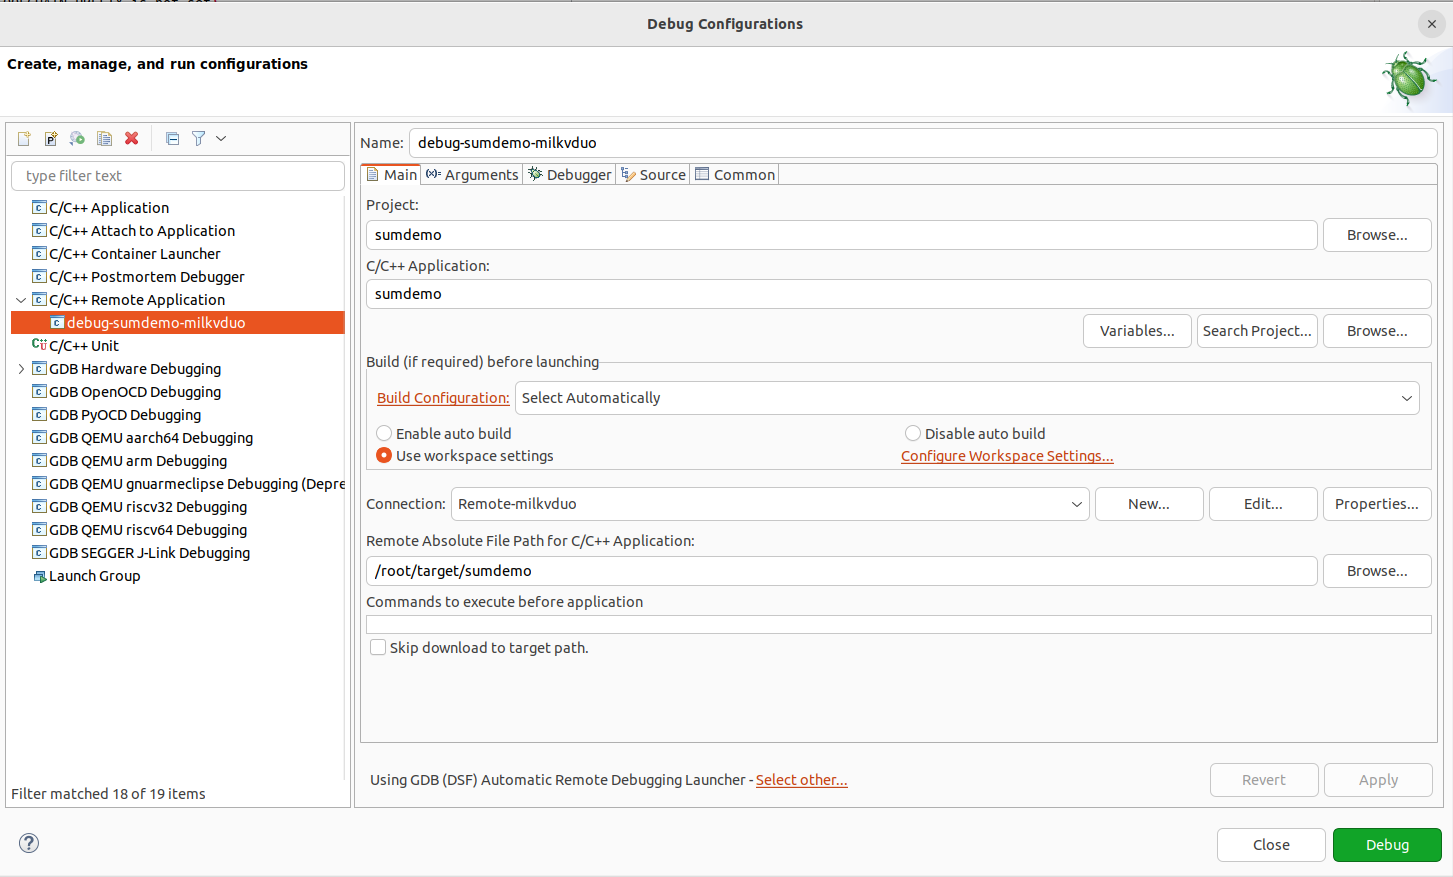 Debug Configurations
Create, manage, and run configurations
type filter text
C/C++ Application
C/C++ Attach to Application
C/C++ Container Launcher
C/C++ Postmortem Debugger
C/C++ Remote Application
debug-sumdemo-milkvduo
C/C++ Unit
GDB Hardware Debugging
GDB OpenOCD Debugging
GDB PyOCD Debugging
GDB QEMU aarch64 Debugging
GDB QEMU arm Debugging
GDB QEMU gnuarmeclipse Debugging (Depre
GDB QEMU riscv32 Debugging
GDB QEMU riscv64 Debugging
GDB SEGGER J-Link Debugging
Launch Group
Filter matched 18 of 19 items
Name: debug-sumdemo-milkvduo
Main Arguments Debugger Source Common
Project:
sumdemo Browse...
C/C++ Application:
sumdemo
Variables... Search Project... Browse...
Build (if required) before launching
Build Configuration: Select Automatically
Enable auto build Disable auto build
Use workspace settings Configure Workspace Settings...
Connection: Remote-milkvduo New... Edit... Properties...
Remote Absolute File Path for C/C++ Application:
/root/target/sumdemo Browse...
Commands to execute before application
Skip download to target path.
Using GDB (DSF) Automatic Remote Debugging Launcher - Select other... Revert Apply
Close Debug